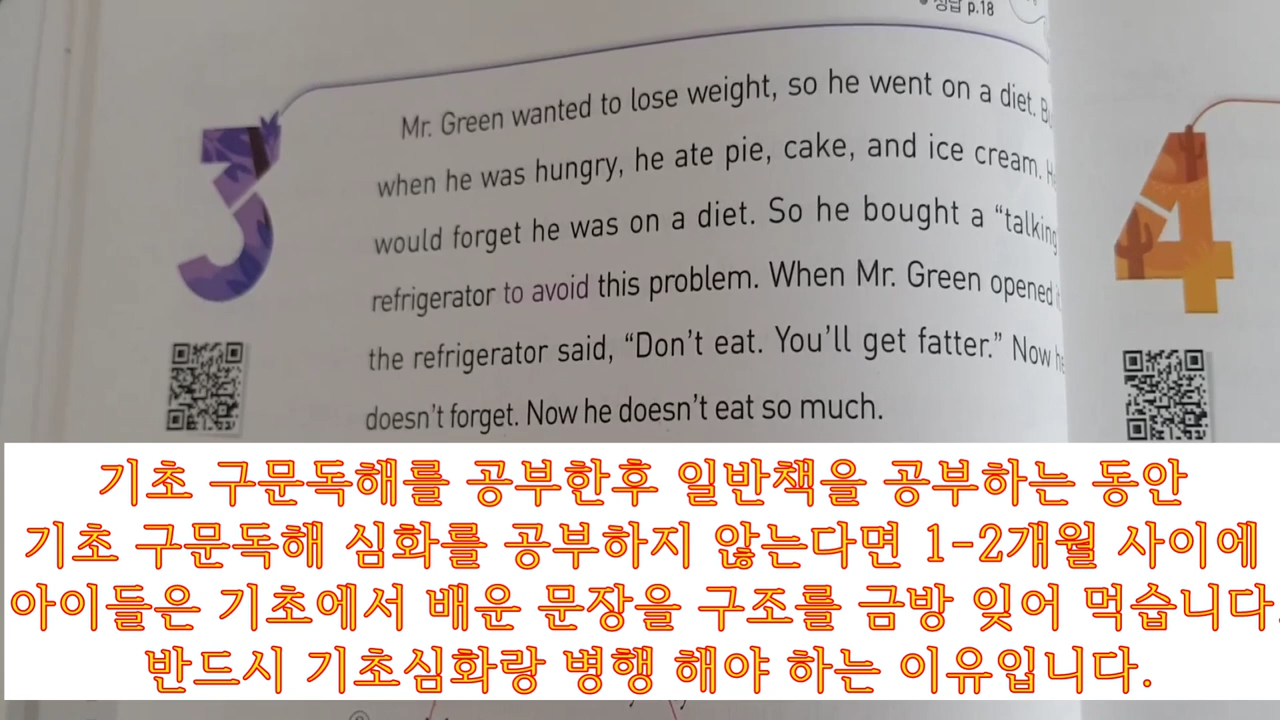 정답 p.18
3
Mr. Green wanted to lose weight, so he went on a diet.
when he was hungry, he ate pie, cake, and ice cream.
would forget he was on a diet. So he bought a “talking
refrigerator to avoid this problem. When Mr. Green opened
the refrigerator said, “Don’t eat. You’ll get fatter.” Now
doesn’t forget. Now he doesn’t eat so much.
4
기초 구문독해를 공부한후 일반책을 공부하는 동안
기초 구문독해 심화를 공부하지 않는다면 1-2개월 사이에
아이들은 기초에서 배운 문장을 구조를 금방 잊어 먹습니다.
반드시 기초심화랑 병행 해야 하는 이유입니다.